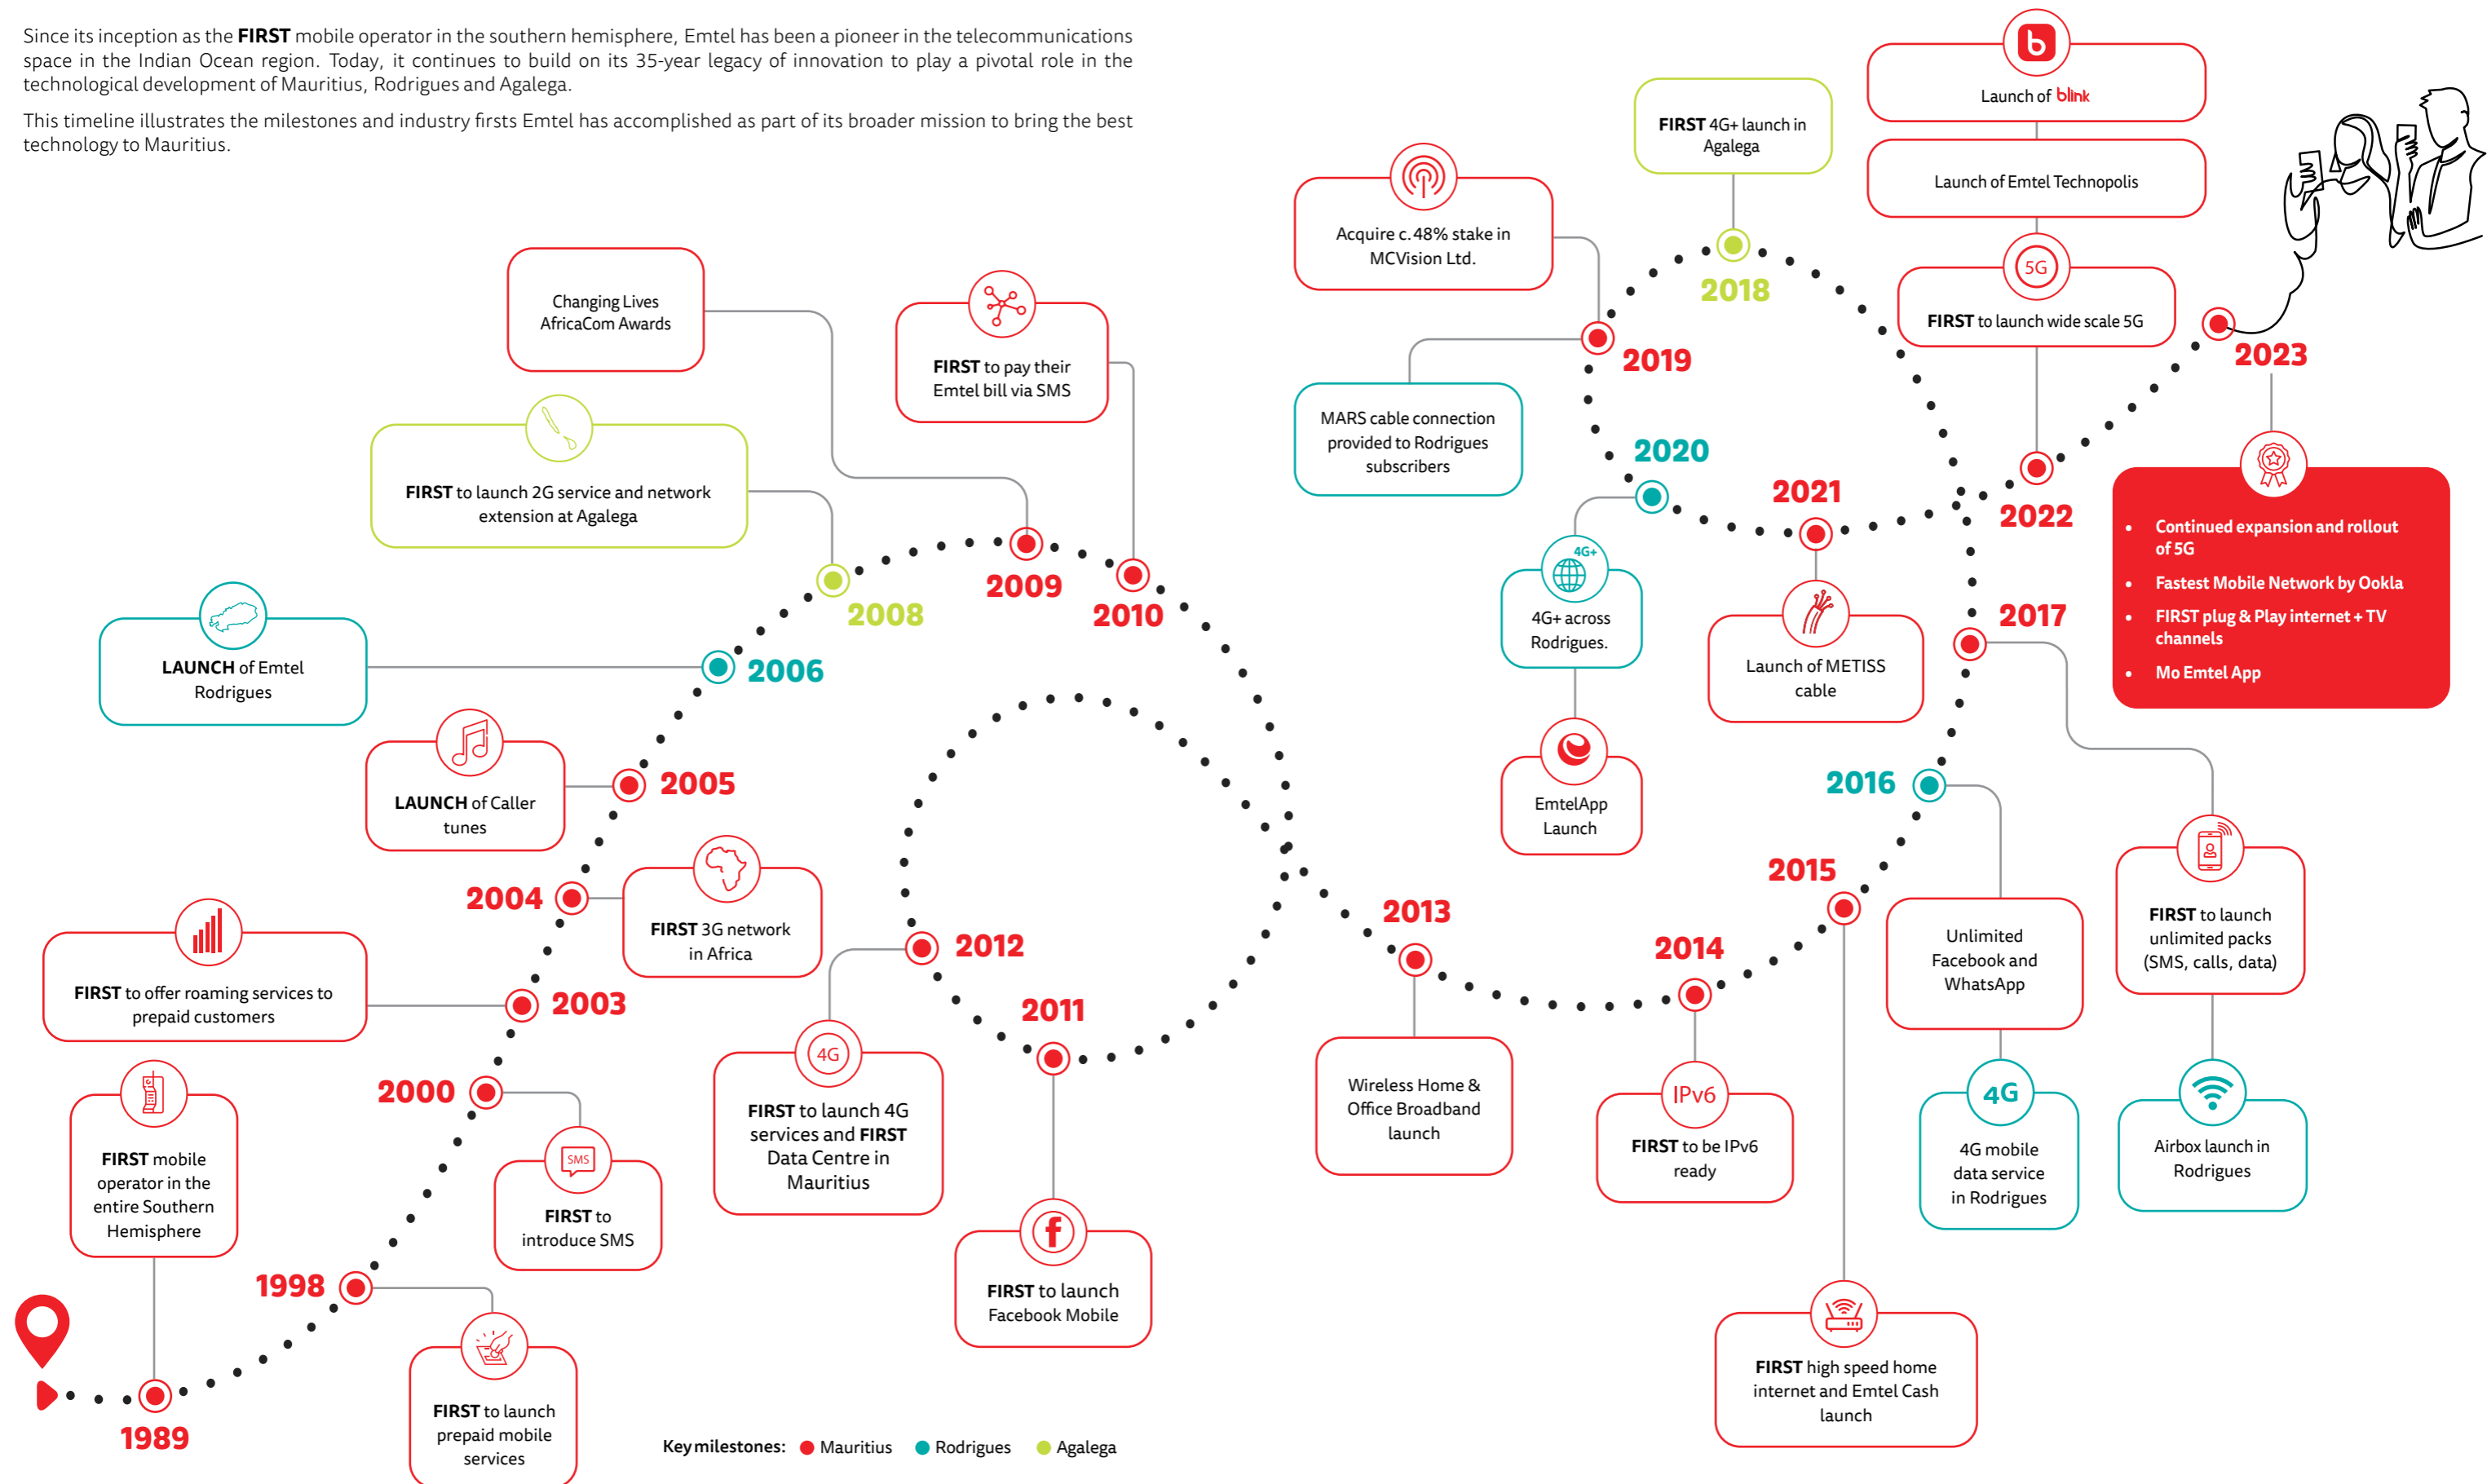 Since its inception as the FIRST mobile operator in the southern hemisphere, Emtel has been a pioneer in the telecommunications
space in the Indian Ocean region. Today, it continues to build on its 35-year legacy of innovation to play a pivotal role in the
technological development of Mauritius, Rodrigues and Agalega.
This timeline illustrates the milestones and industry firsts Emtel has accomplished as part of its broader mission to bring the best
technology to Mauritius.
1989
FIRST mobile
operator in the
entire Southern
Hemisphere
1998
FIRST to launch
prepaid mobile
services
2000
SMS
FIRST to
introduce SMS
2003
FIRST to offer roaming services to
prepaid customers
2004
FIRST 3G network
in Africa
2005
LAUNCH of Caller
tunes
2006
LAUNCH of Emtel
Rodrigues
2008
FIRST to launch 2G service and network
extension at Agalega
2009
Changing Lives
AfricaCom Awards
2010
FIRST to pay their
Emtel bill via SMS
2011
f
FIRST to launch
Facebook Mobile
2012
4G
FIRST to launch 4G
services and FIRST
Data Centre in
Mauritius
2013
Wireless Home &
Office Broadband
launch
2014
IPv6
FIRST to be IPv6
ready
2015
FIRST high speed home
internet and Emtel Cash
launch
2016
Unlimited
Facebook and
WhatsApp
4G
4G mobile
data service
in Rodrigues
2017
FIRST to launch
unlimited packs
(SMS, calls, data)
Airbox launch in
Rodrigues
2018
FIRST 4G+ launch in
Agalega
2019
Acquire c.48% stake in
MCVision Ltd.
MARS cable connection
provided to Rodrigues
subscribers
2020
4G+
4G+ across
Rodrigues.
EmtelApp
Launch
2021
Launch of METISS
cable
2022
b
Launch of blink
Launch of Emtel Technopolis
5G
FIRST to launch wide scale 5G
2023
• Continued expansion and rollout
of 5G
• Fastest Mobile Network by Ookla
• FIRST plug & Play internet + TV
channels
• Mo Emtel App
Key milestones: Mauritius Rodrigues Agalega